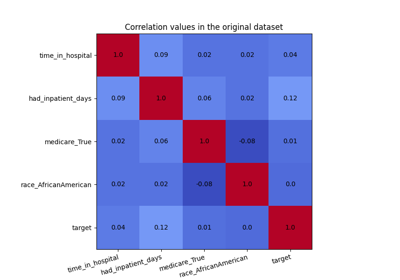 Correlation values in the original dataset
time_in_hospital 1.0 0.09 0.02 0.02 0.04
had_inpatient_days 0.09 1.0 0.06 0.02 0.12
medicare_True 0.02 0.06 1.0 -0.08 0.01
race_AfricanAmerican 0.02 0.02 -0.08 1.0 0.0
target 0.04 0.12 0.01 0.0 1.0
time_in_hospital had_inpatient_days medicare_True race_AfricanAmerican target